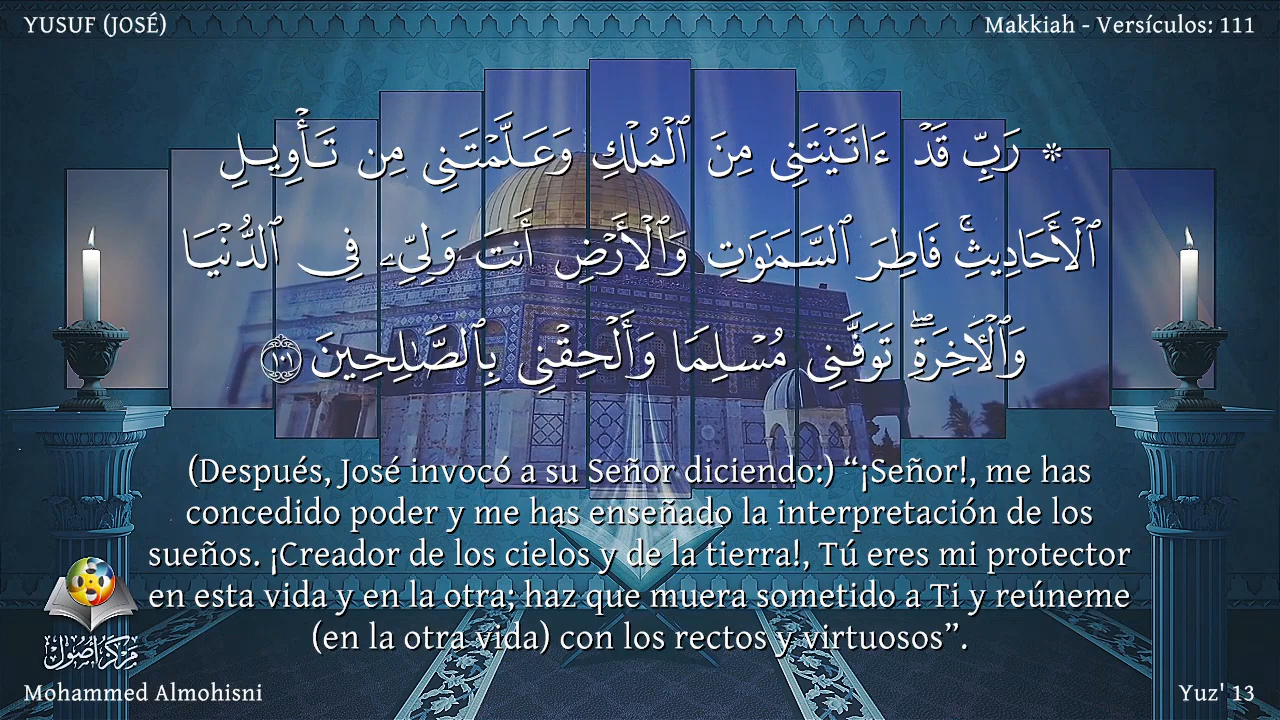 YUSUF (JOSÉ)
Makkiah - Versículos: 111
۞ رَبِّ قَدْ ءَاتَيْتَنِى مِنَ ٱلْمُلْكِ وَعَلَّمْتَنِى مِن تَأْوِيلِ
ٱلْأَحَادِيثِ ۚ فَاطِرَ ٱلسَّمَـٰوَٰتِ وَٱلْأَرْضِ أَنتَ وَلِىِّۦ فِى ٱلدُّنْيَا
وَٱلْـَٔاخِرَةِ ۖ تَوَفَّنِى مُسْلِمًا وَأَلْحِقْنِى بِٱلصَّـٰلِحِينَ ١٠١
(Después, José invocó a su Señor diciendo:) “¡Señor!, me has
concedido poder y me has enseñado la interpretación de los
sueños. ¡Creador de los cielos y de la tierra!, Tú eres mi protector
en esta vida y en la otra; haz que muera sometido a Ti y reúneme
(en la otra vida) con los rectos y virtuosos”.
مركز أصول
Mohammed Almohisni
Yuz' 13